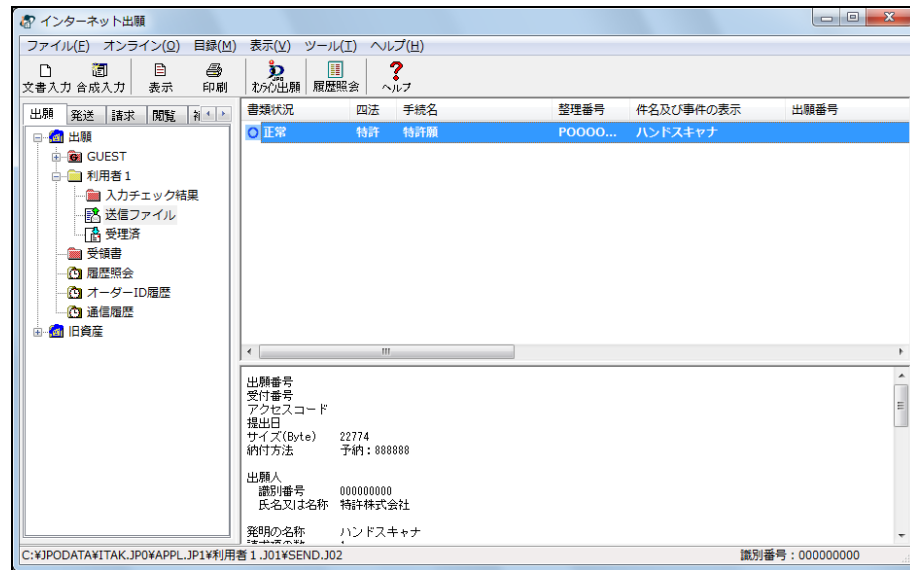 インターネット出願
ファイル(F) オンライン(O) 目録(M) 表示(V) ツール(T) ヘルプ(H)
文書入力 合成入力 表示 印刷 かんたん出願 履歴照会 ヘルプ
出願 発送 請求 閲覧
書類状況 四法 手続名 整理番号 件名及び事件の表示 出願番号
正常 特許 特許願 POOOO... ハンドスキャナ
出願
GUEST
利用者1
入力チェック結果
送信ファイル
受理済
受領書
履歴照会
オーダーID履歴
通信履歴
旧資産
出願番号
受付番号
アクセスコード
提出日
サイズ(Byte) 22774
納付方法 予納:888888
出願人
識別番号 000000000
氏名又は名称 特許株式会社
発明の名称 ハンドスキャナ
C:¥JPODATA¥ITAK.JP0¥APPL.JP1¥利用者1.J01¥SEND.J02 識別番号:000000000